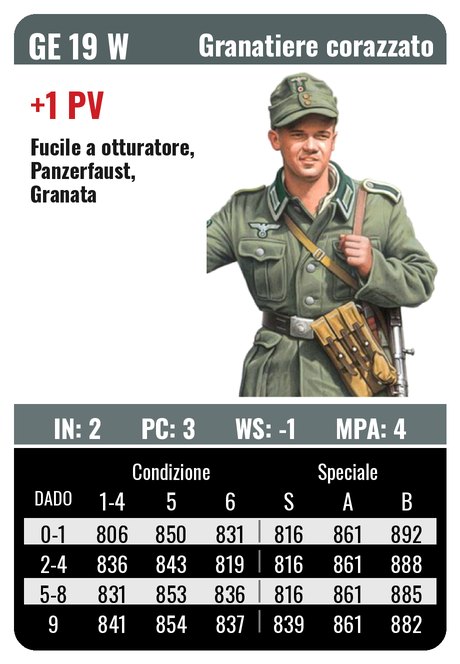 GE 19 W Granatiere corazzato
+1 PV
Fucile a otturatore,
Panzerfaust,
Granata
IN: 2 PC: 3 WS: -1 MPA: 4
Condizione Speciale
DADO 1-4 5 6 S A B
0-1 806 850 831 816 861 892
2-4 836 843 819 816 861 888
5-8 831 853 836 816 861 885
9 841 854 837 839 861 882